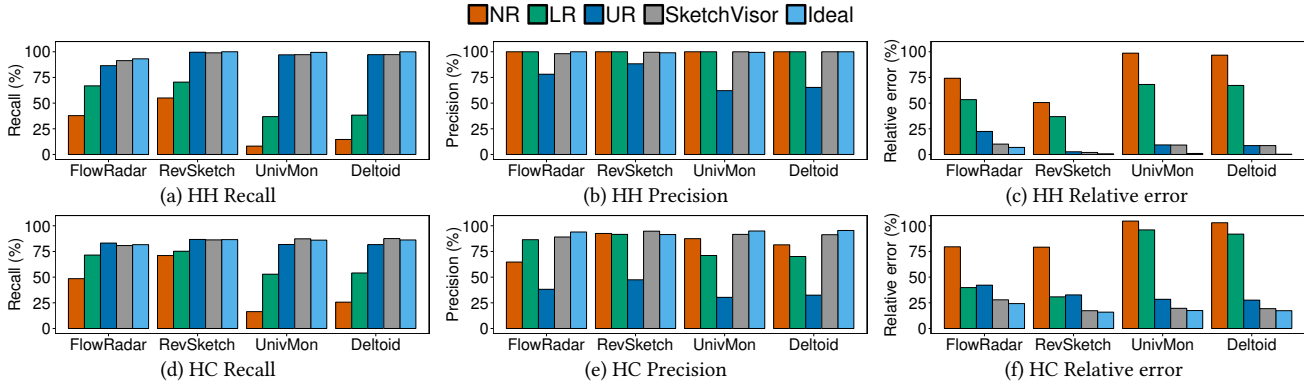 NR LR UR SketchVisor Ideal
Recall (%)
100
75
50
25
0
FlowRadar RevSketch UnivMon Deltoid
(a) HH Recall
Precision (%)
100
75
50
25
0
FlowRadar RevSketch UnivMon Deltoid
(b) HH Precision
Relative error (%)
100
75
50
25
0
FlowRadar RevSketch UnivMon Deltoid
(c) HH Relative error
Recall (%)
100
75
50
25
0
FlowRadar RevSketch UnivMon Deltoid
(d) HC Recall
Precision (%)
100
75
50
25
0
FlowRadar RevSketch UnivMon Deltoid
(e) HC Precision
Relative error (%)
100
75
50
25
0
FlowRadar RevSketch UnivMon Deltoid
(f) HC Relative error